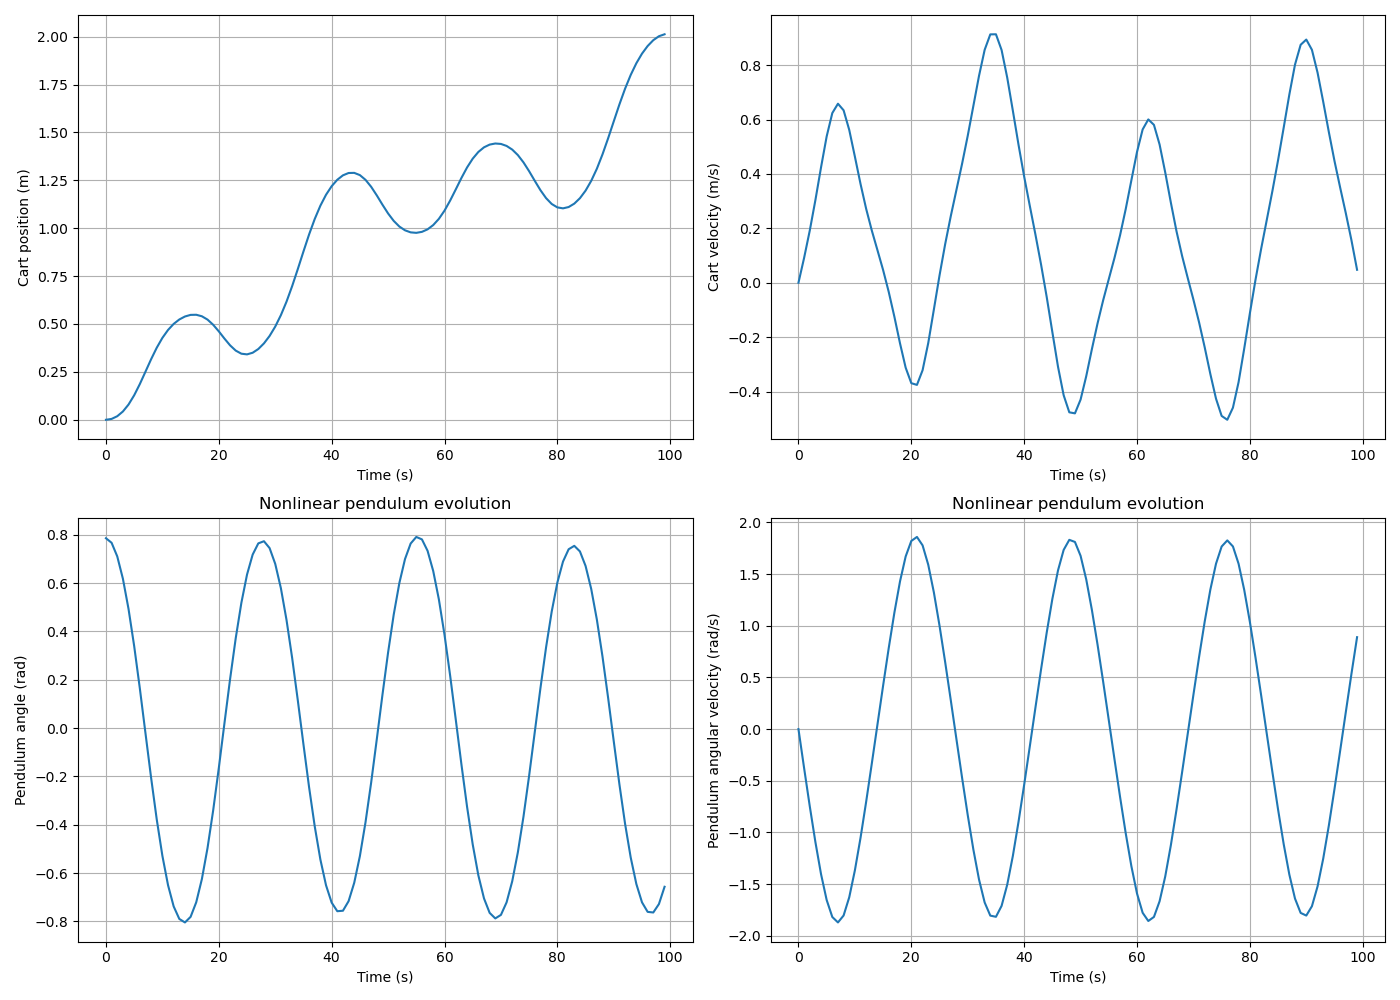 2.00
1.75
1.50
1.25
1.00
0.75
0.50
0.25
0.00
Cart position (m)
0 20 40 60 80 100
Time (s)
0.8
0.6
0.4
0.2
0.0
−0.2
−0.4
Cart velocity (m/s)
0 20 40 60 80 100
Time (s)
Nonlinear pendulum evolution
0.8
0.6
0.4
0.2
0.0
−0.2
−0.4
−0.6
−0.8
Pendulum angle (rad)
0 20 40 60 80 100
Time (s)
Nonlinear pendulum evolution
2.0
1.5
1.0
0.5
0.0
−0.5
−1.0
−1.5
−2.0
Pendulum angular velocity (rad/s)
0 20 40 60 80 100
Time (s)